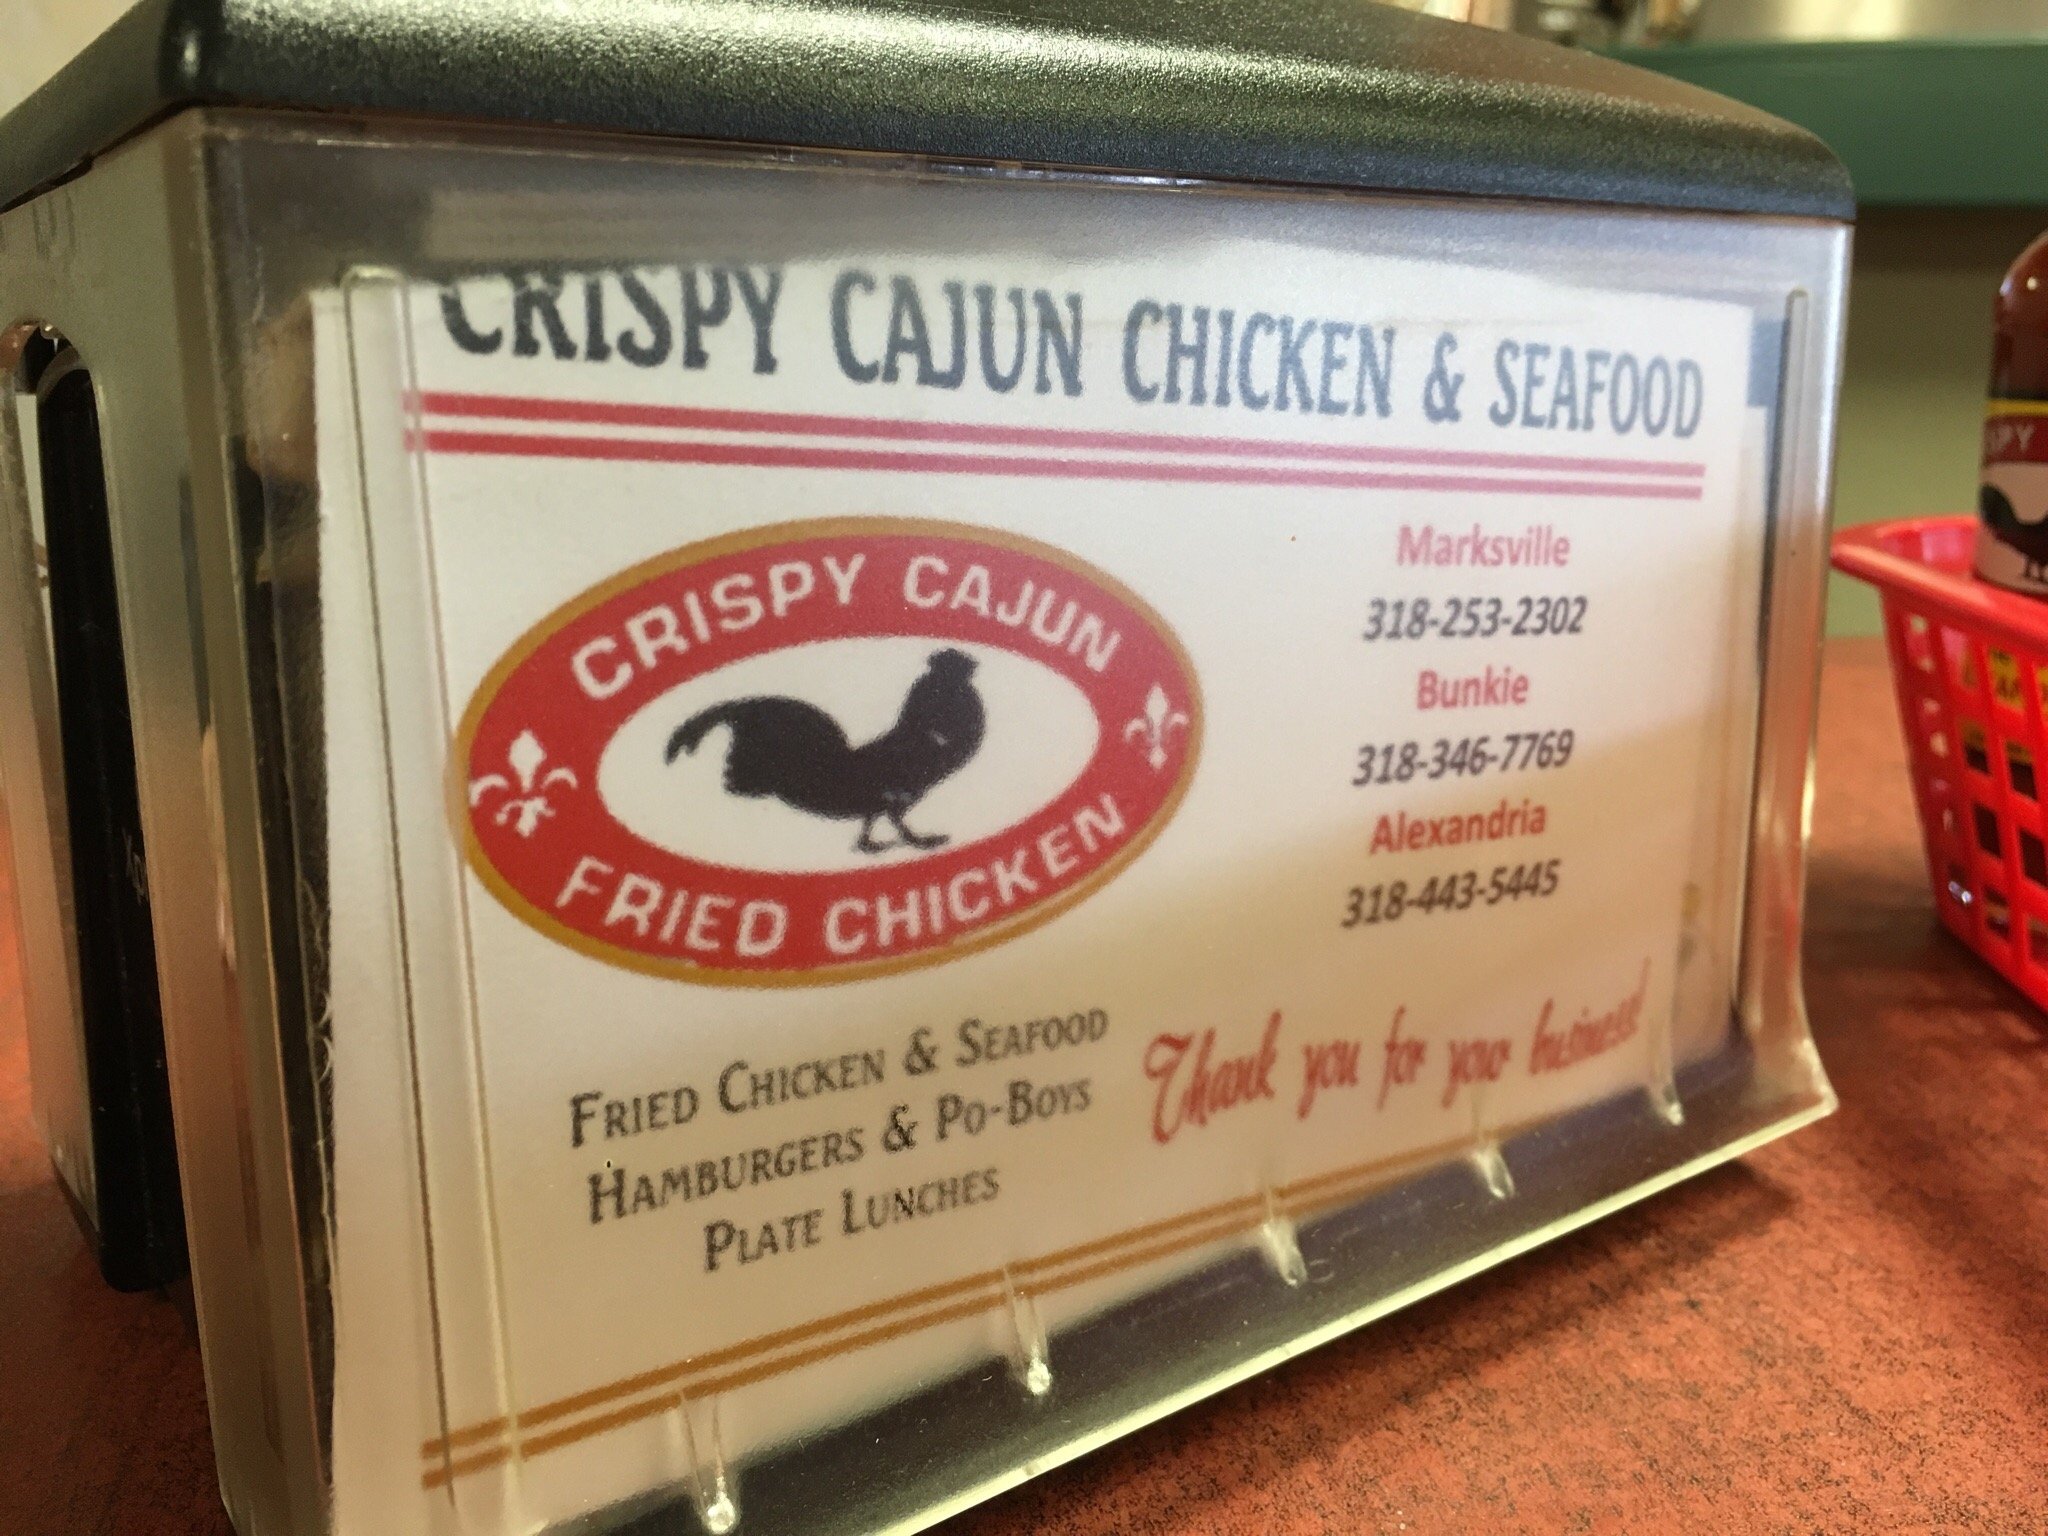 CRISPY CAJUN CHICKEN & SEAFOOD
CRISPY CAJUN
FRIED CHICKEN
Marksville
318-253-2302
Bunkie
318-346-7769
Alexandria
318-443-5445
FRIED CHICKEN & SEAFOOD
HAMBURGERS & PO-BOYS
PLATE LUNCHES
Thank you for your business!